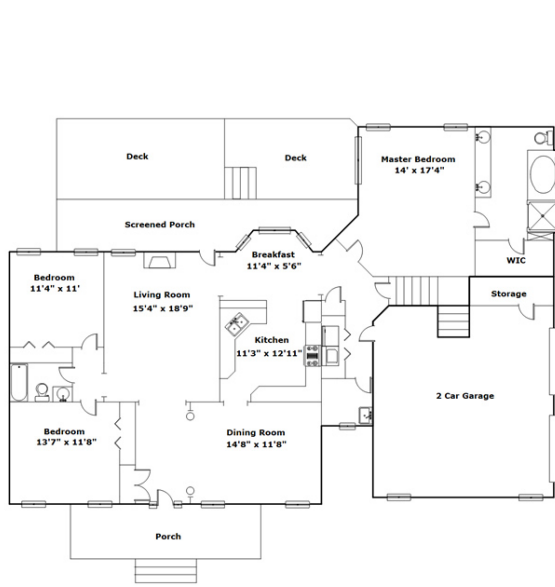 Deck
Deck
Master Bedroom
14' x 17'4"
Screened Porch
Breakfast
11'4" x 5'6"
WIC
Bedroom
11'4" x 11'
Living Room
15'4" x 18'9"
Storage
Kitchen
11'3" x 12'11"
2 Car Garage
Bedroom
13'7" x 11'8"
Dining Room
14'8" x 11'8"
Porch